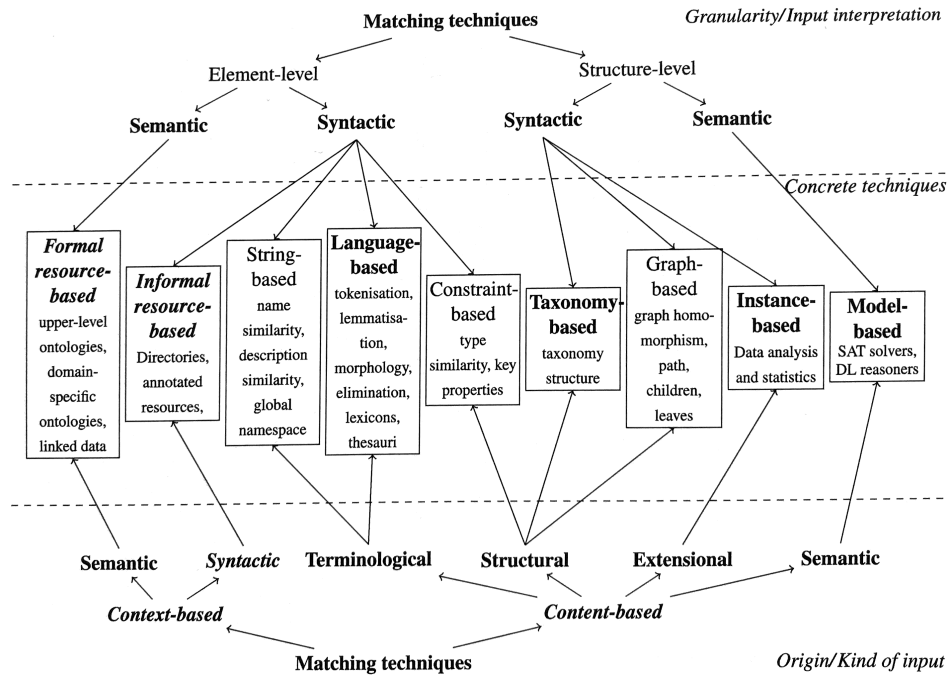 Matching techniques
Granularity/Input interpretation
Element-level
Structure-level
Semantic
Syntactic
Syntactic
Semantic
Concrete techniques
Formal
resource-
based
upper-level
ontologies,
domain-
specific
ontologies,
linked data
Informal
resource-
based
Directories,
annotated
resources,
String-
based
name
similarity,
description
similarity,
global
namespace
Language-
based
tokenisation,
lemmatisa-
tion,
morphology,
elimination,
lexicons,
thesauri
Constraint-
based
type
similarity, key
properties
Taxonomy-
based
taxonomy
structure
Graph-
based
graph homo-
morphism,
path,
children,
leaves
Instance-
based
Data analysis
and statistics
Model-
based
SAT solvers,
DL reasoners
Semantic
Syntactic
Terminological
Structural
Extensional
Semantic
Context-based
Content-based
Matching techniques
Origin/Kind of input